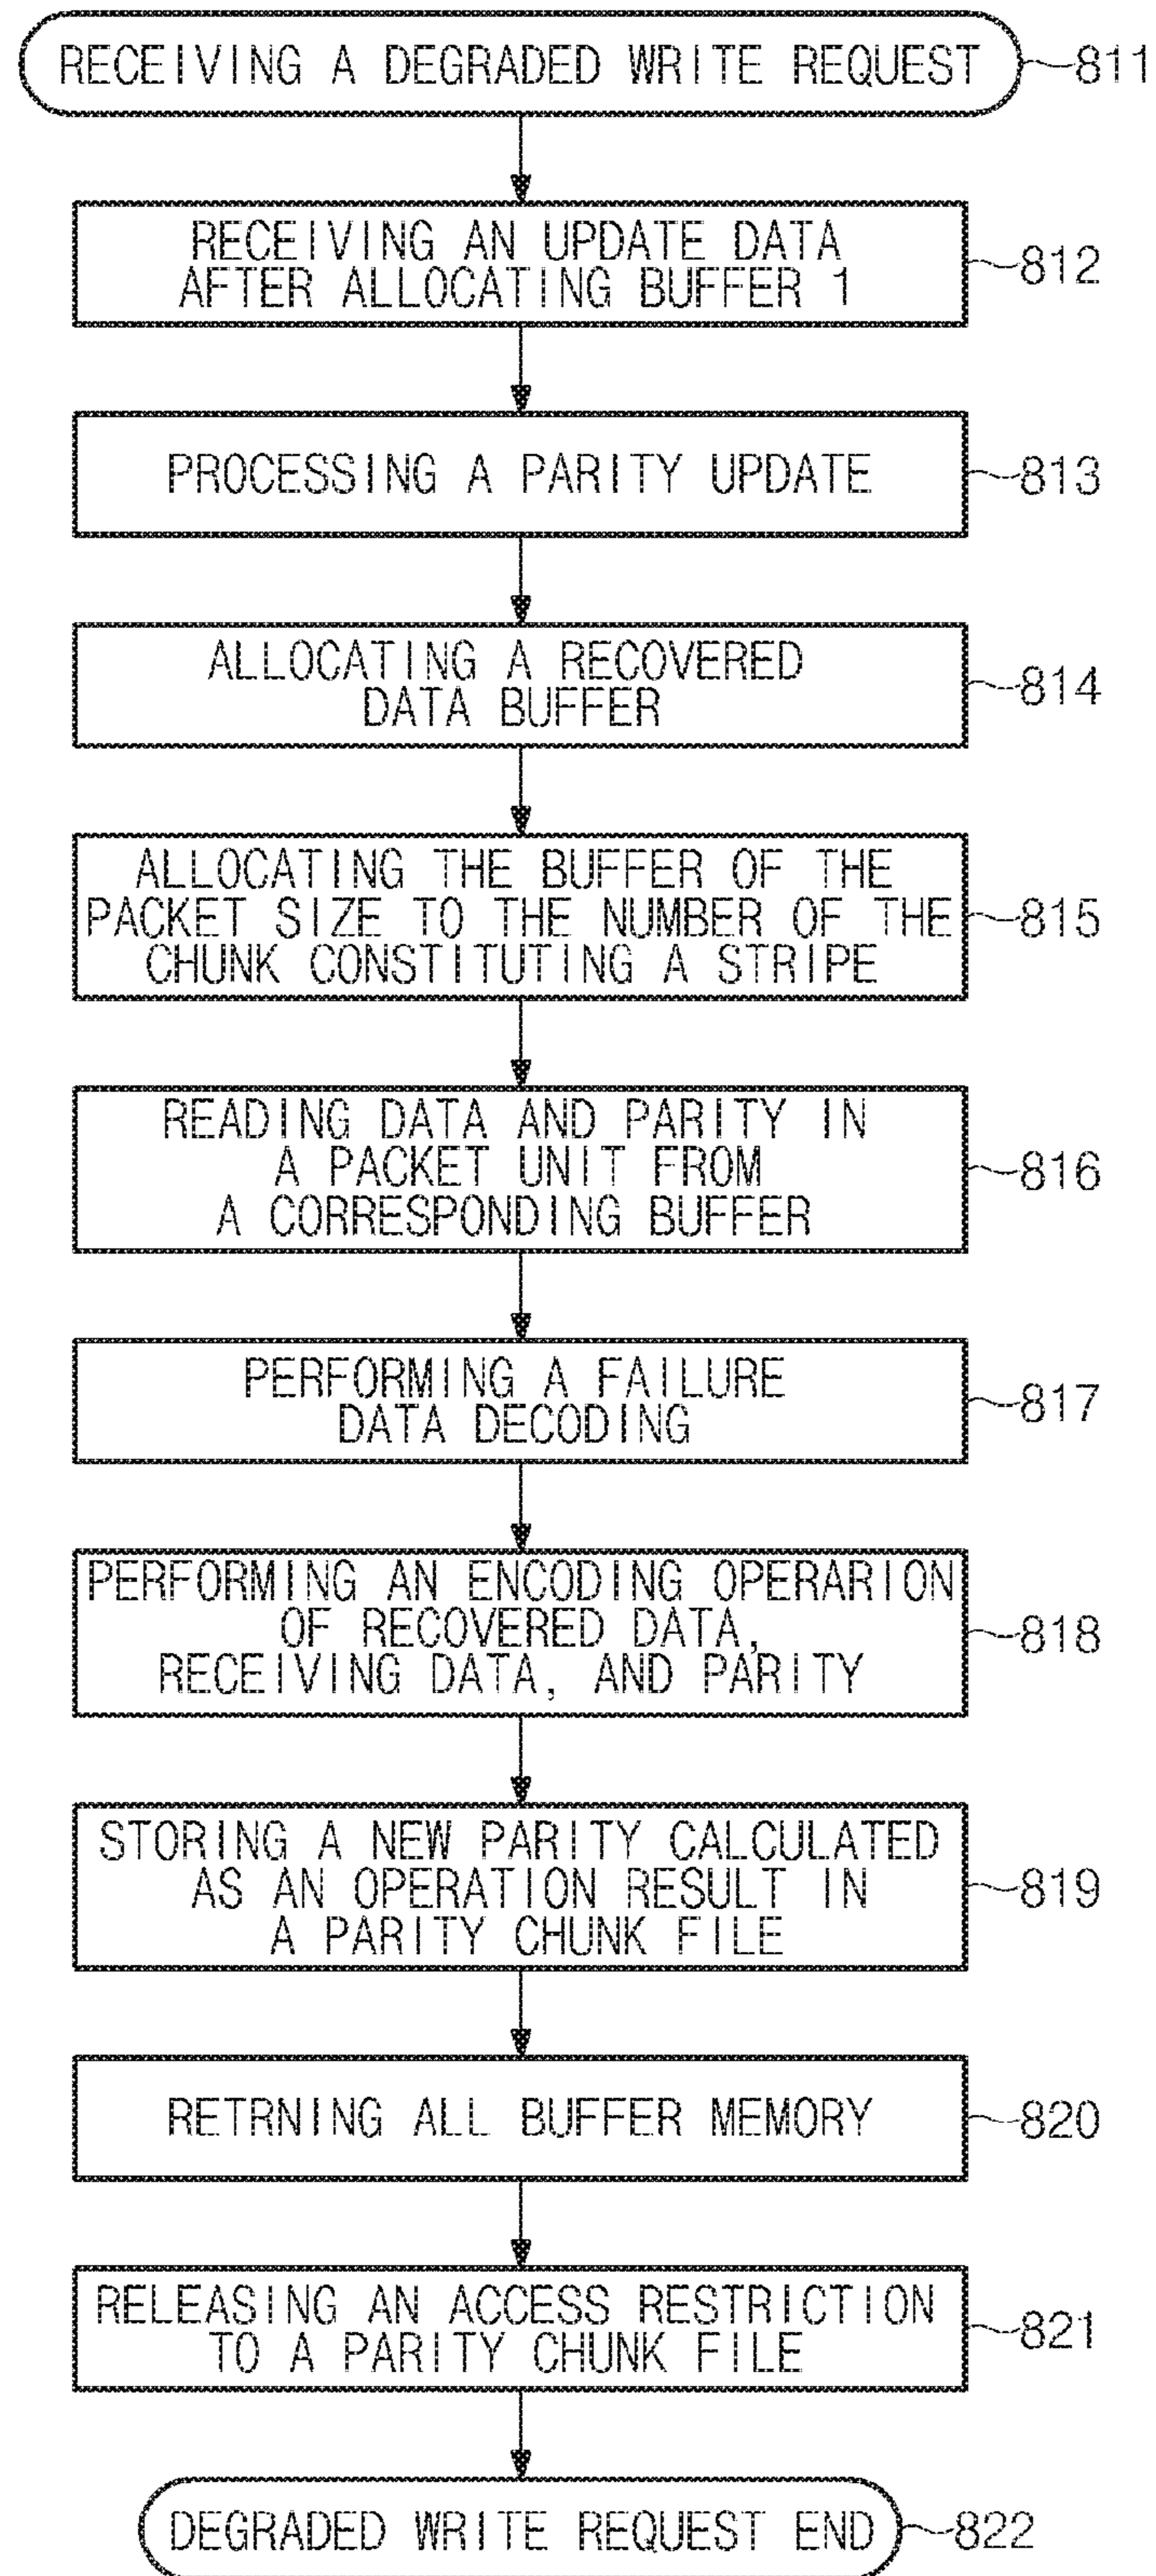 RECEIVING A DEGRADED WRITE REQUEST 811
RECEIVING AN UPDATE DATA
AFTER ALLOCATING BUFFER 1
812
PROCESSING A PARITY UPDATE 813
ALLOCATING A RECOVERED
DATA BUFFER
814
ALLOCATING THE BUFFER OF THE
PACKET SIZE TO THE NUMBER OF THE
CHUNK CONSTITUTING A STRIPE
815
READING DATA AND PARITY IN
A PACKET UNIT FROM
A CORRESPONDING BUFFER
816
PERFORMING A FAILURE
DATA DECODING
817
PERFORMING AN ENCODING OPERARION
OF RECOVERED DATA,
RECEIVING DATA, AND PARITY
818
STORING A NEW PARITY CALCULATED
AS AN OPERATION RESULT IN
A PARITY CHUNK FILE
819
RETRNING ALL BUFFER MEMORY 820
RELEASING AN ACCESS RESTRICTION
TO A PARITY CHUNK FILE
821
DEGRADED WRITE REQUEST END 822